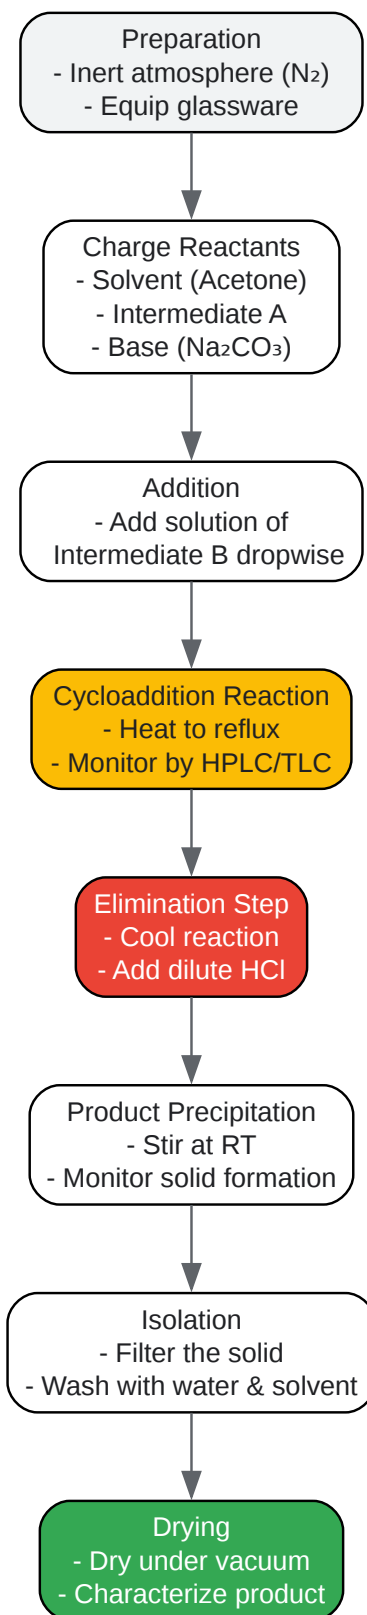 Preparation
- Inert atmosphere (N₂)
- Equip glassware
Charge Reactants
- Solvent (Acetone)
- Intermediate A
- Base (Na₂CO₃)
Addition
- Add solution of
Intermediate B dropwise
Cycloaddition Reaction
- Heat to reflux
- Monitor by HPLC/TLC
Elimination Step
- Cool reaction
- Add dilute HCl
Product Precipitation
- Stir at RT
- Monitor solid formation
Isolation
- Filter the solid
- Wash with water & solvent
Drying
- Dry under vacuum
- Characterize product